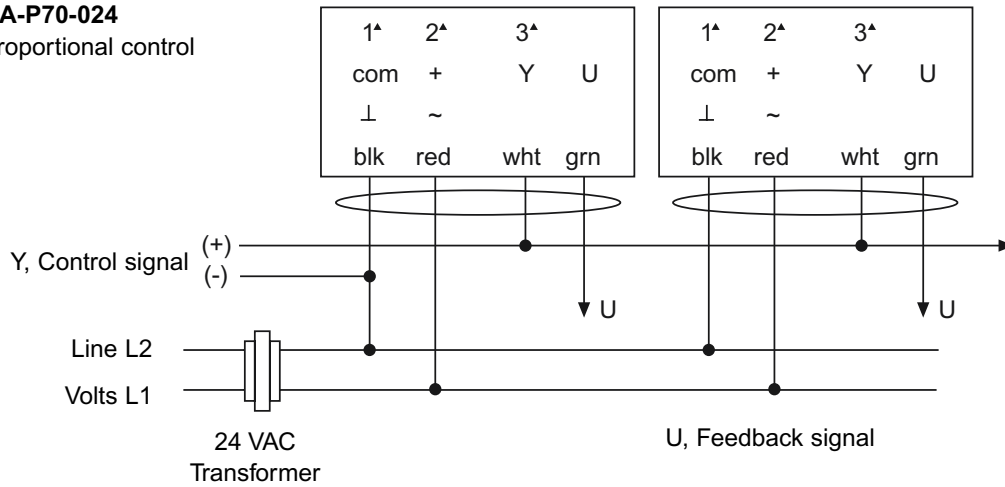 A-P70-024
roportional control
1▲ 2▲ 3▲
com + Y U
⊥ ~
blk red wht grn
1▲ 2▲ 3▲
com + Y U
⊥ ~
blk red wht grn
Y, Control signal (+)
(-)
U
U
Line L2
Volts L1
24 VAC
Transformer
U, Feedback signal